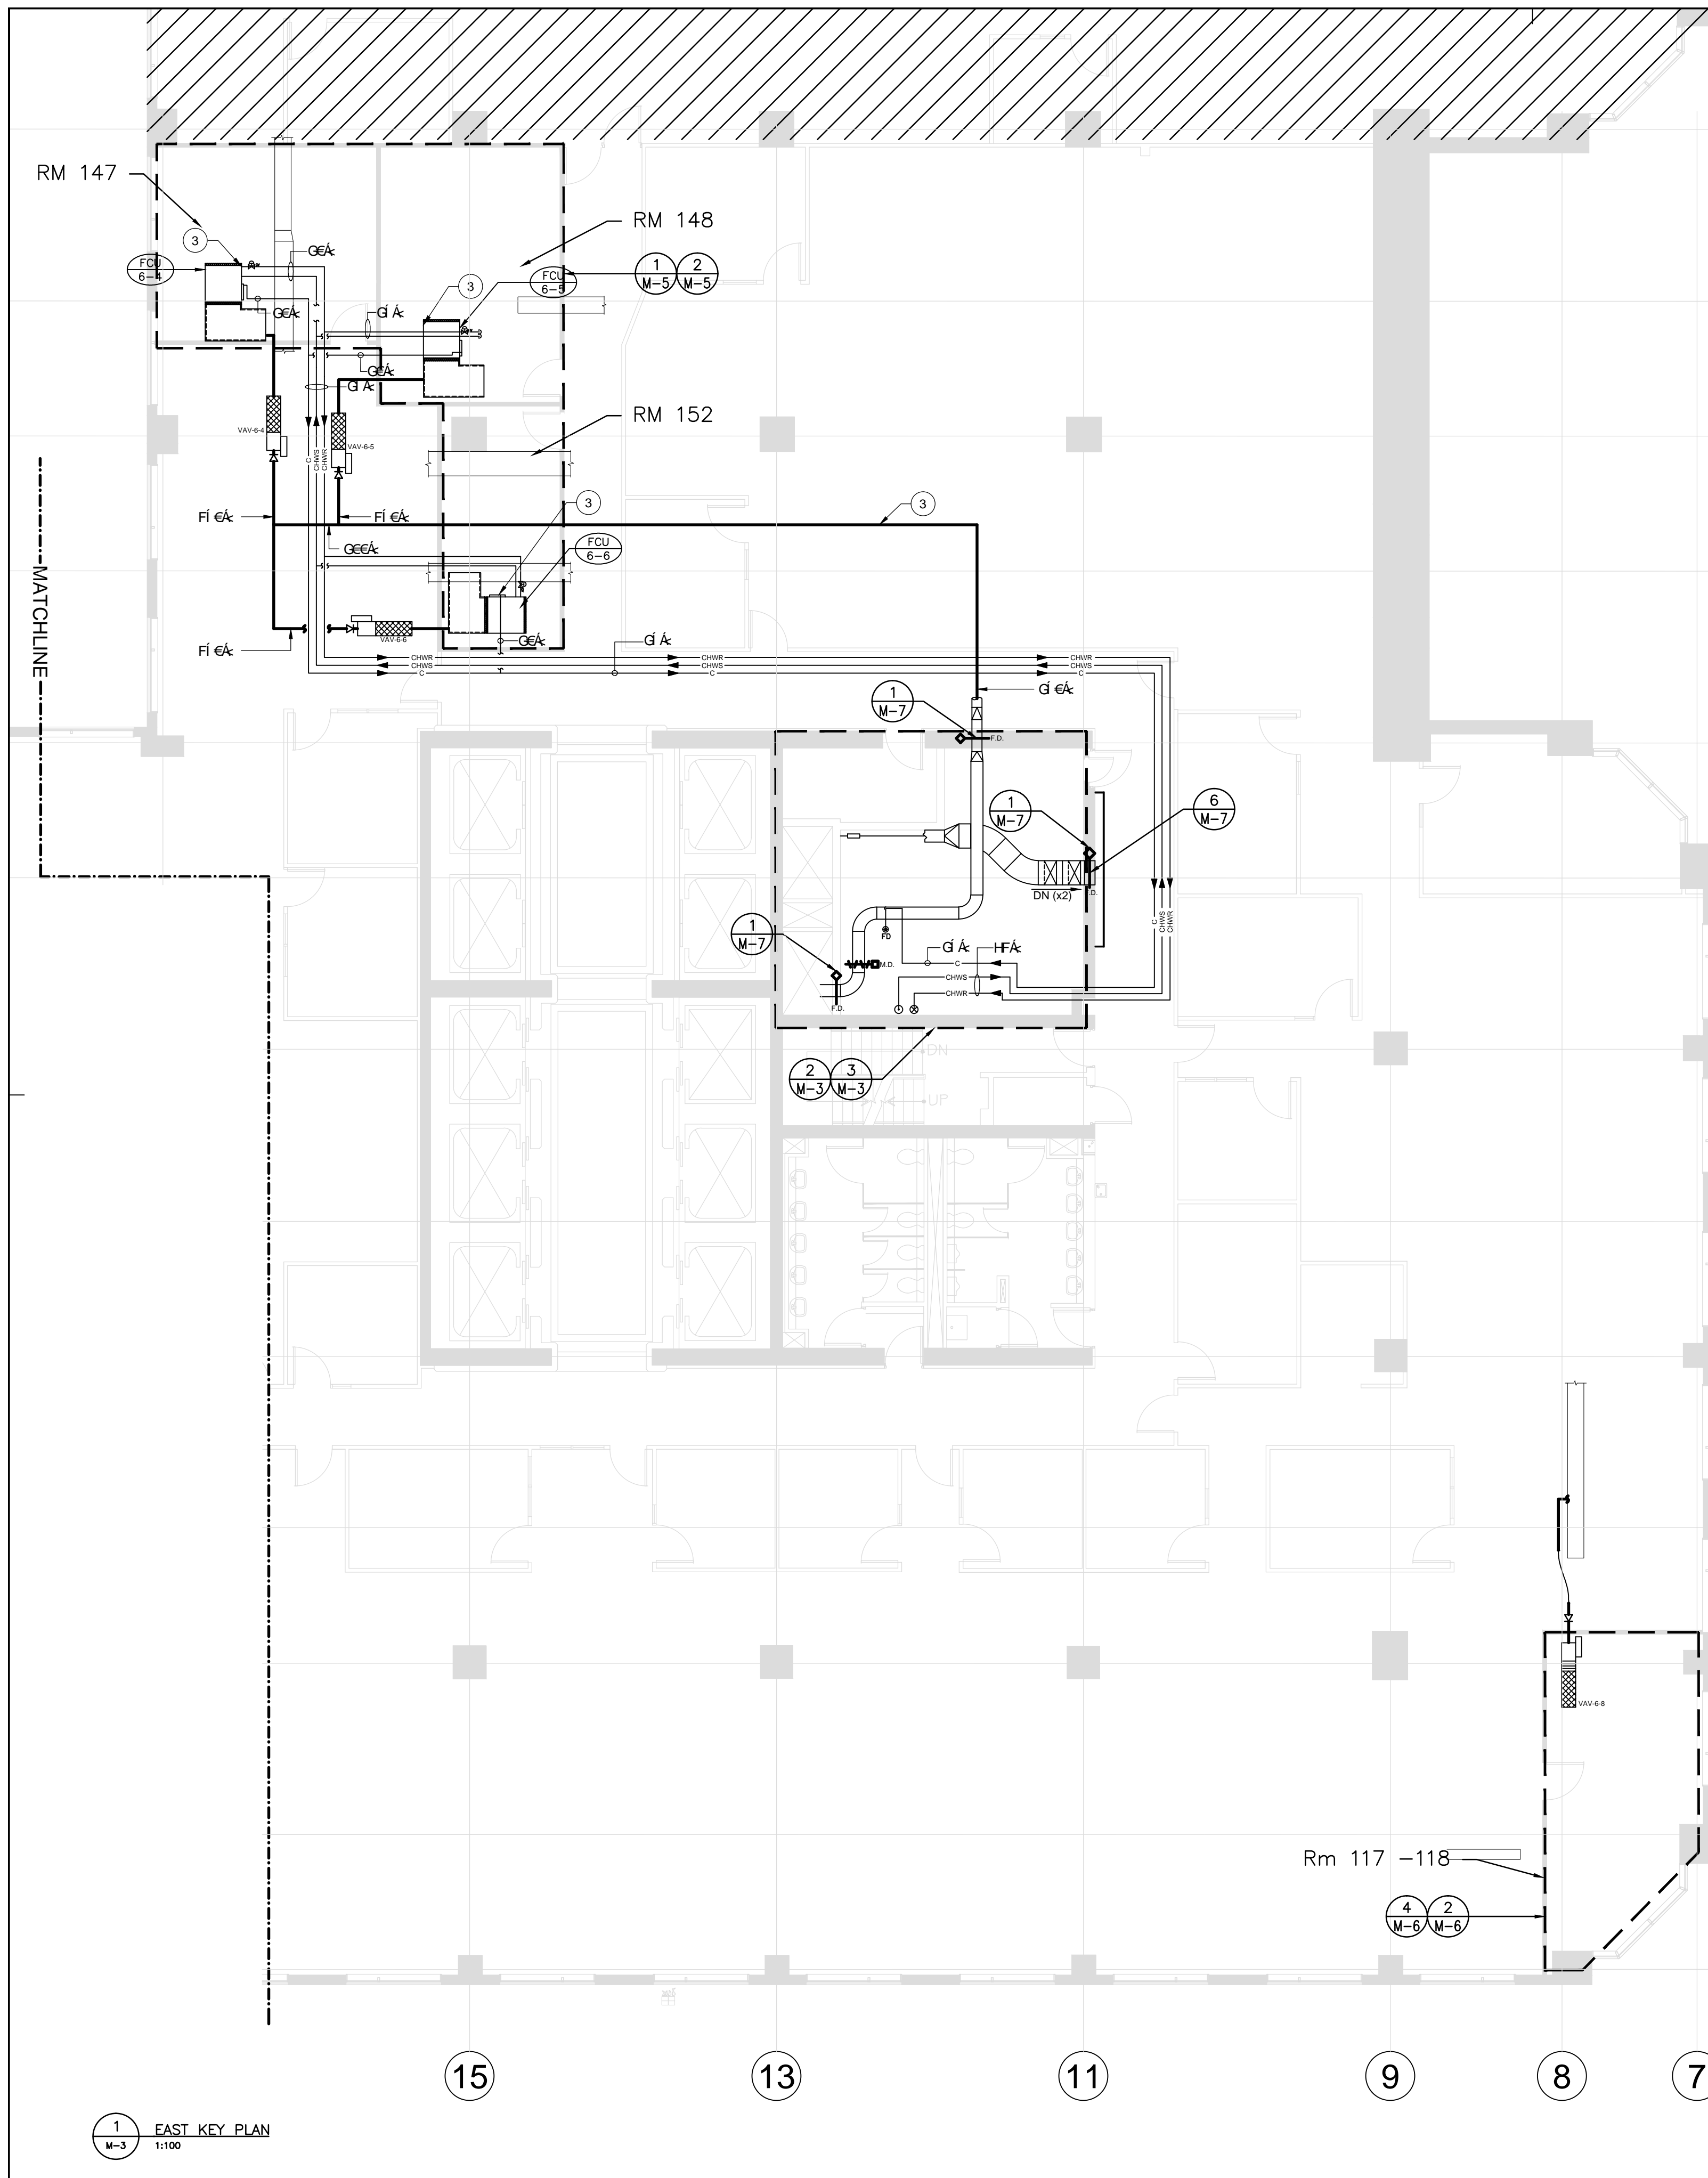 RM 147
3
FCU
6-4
RM 148
1
M-5
2
M-5
FCU
6-5
3
RM 152
VAV-6-4
VAV-6-5
C
CHWS
CHWR
3
3
FCU
6-6
MATCHLINE
VAV-6-6
CHWR
CHWR
CHWR
CHWS
CHWS
CHWS
C
C
C
1
M-7
F.D.
1
M-7
6
M-7
DN (x2)
F.D.
1
M-7
FD
M.D.
F.D.
C
CHWS
CHWR
C
CHWS
CHWR
2
M-3
3
M-3
DN
UP
VAV-6-8
Rm 117 -118
4
M-6
2
M-6
15
13
11
9
8
7
1
M-3
EAST KEY PLAN
1:100